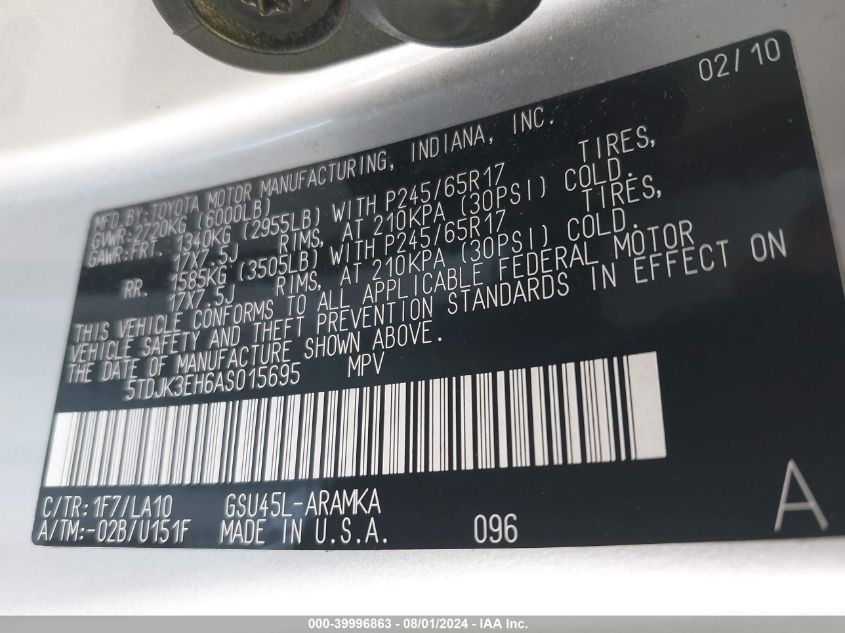 02/10
MFD.BY:TOYOTA MOTOR MANUFACTURING, INDIANA, INC.
GVWR:2720KG (6000LB)
GAWR:FRT. 1340KG (2955LB) WITH P245/65R17 TIRES,
17X7.5J RIMS, AT 210KPA (30PSI) COLD.
RR. 1585KG (3505LB) WITH P245/65R17 TIRES,
17X7.5J RIMS, AT 210KPA (30PSI) COLD.
THIS VEHICLE CONFORMS TO ALL APPLICABLE FEDERAL MOTOR
VEHICLE SAFETY AND THEFT PREVENTION STANDARDS IN EFFECT ON
THE DATE OF MANUFACTURE SHOWN ABOVE.
5TDJK3EH6AS015695 MPV
C/TR:1F7/LA10 GSU45L-ARAMKA
A/TM:-02B/U151F MADE IN U.S.A. 096
A
000-39996863 - 08/01/2024 - IAA Inc.